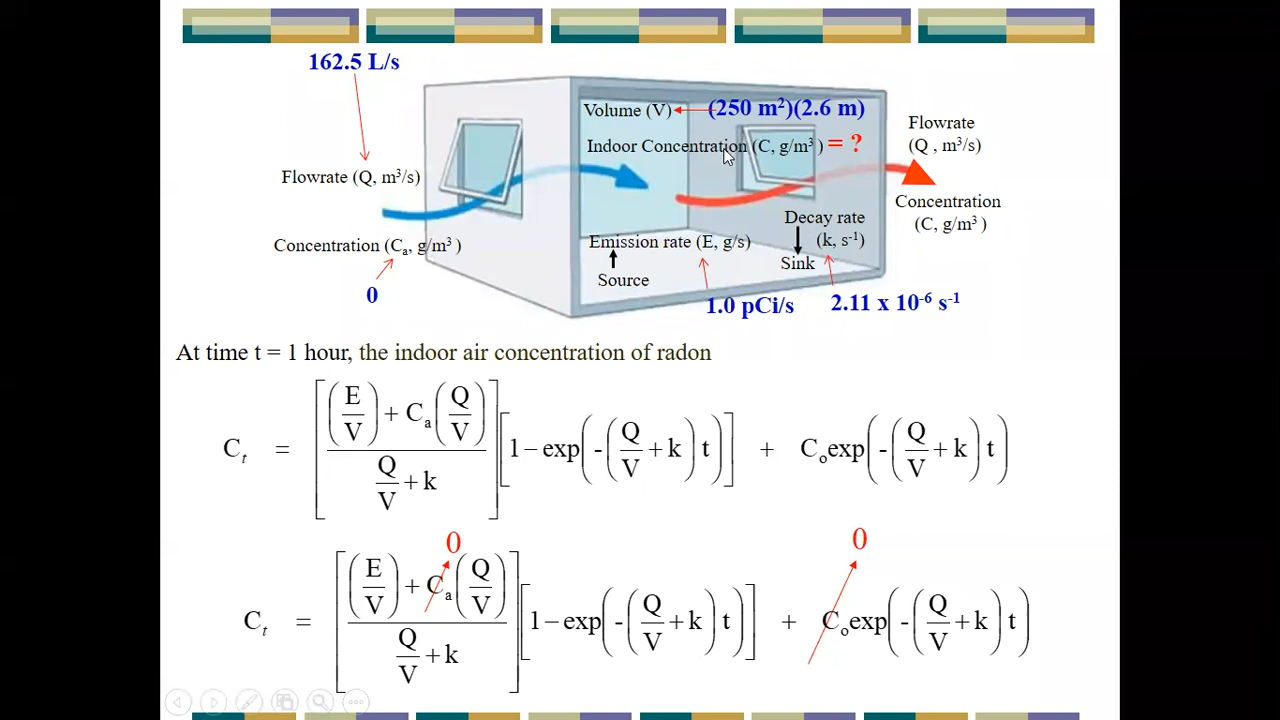 162.5 L/s
Volume (V) (250 m²)(2.6 m)
Indoor Concentration (C, g/m³ ) = ?
Flowrate
(Q , m³/s)
Flowrate (Q, m³/s)
Concentration
(C, g/m³ )
Concentration (Cₐ, g/m³ )
Emission rate (E, g/s)
Decay rate
(k, s⁻¹)
Source
Sink
0
1.0 pCi/s
2.11 x 10⁻⁶ s⁻¹
At time t = 1 hour, the indoor air concentration of radon
Cₜ = [((E/V) + Cₐ(Q/V))/(Q/V + k)] [1 – exp(-(Q/V + k) t)] + Cₒexp(-(Q/V + k) t)
0 0
Cₜ = [((E/V) + Cₐ(Q/V))/(Q/V + k)] [1 – exp(-(Q/V + k) t)] + Cₒexp(-(Q/V + k) t)